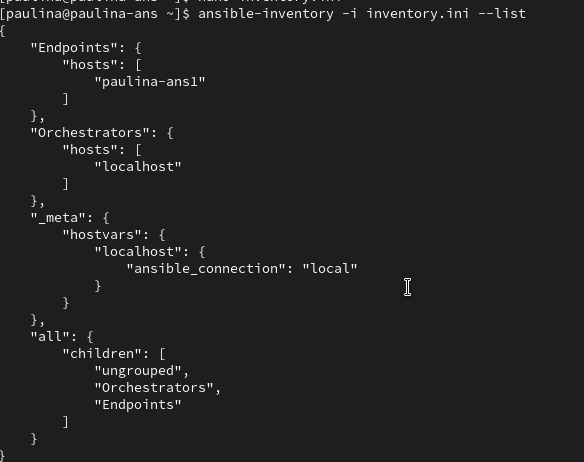 [paulina@paulina-ans ~]$ ansible-inventory -i inventory.ini --list
{
    "Endpoints": {
        "hosts": [
            "paulina-ans1"
        ]
    },
    "Orchestrators": {
        "hosts": [
            "localhost"
        ]
    },
    "_meta": {
        "hostvars": {
            "localhost": {
                "ansible_connection": "local"
            }
        }
    },
    "all": {
        "children": [
            "ungrouped",
            "Orchestrators",
            "Endpoints"
        ]
    }
}